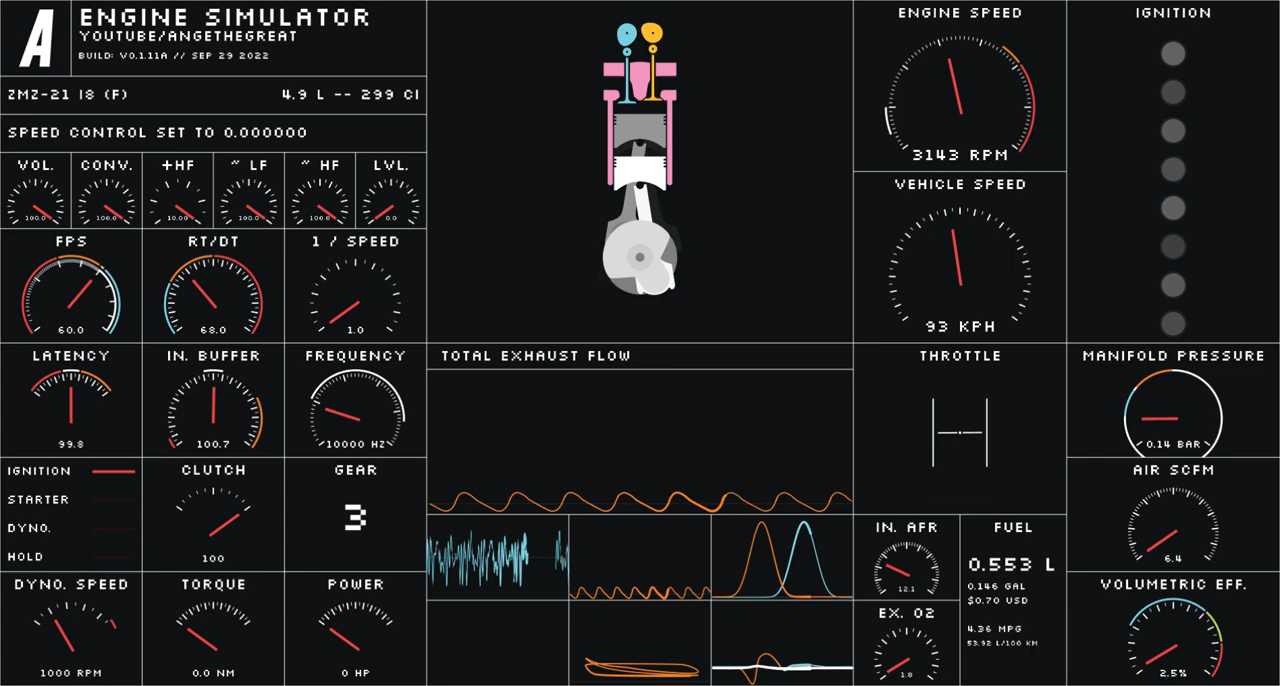 A
ENGINE SIMULATOR
YOUTUBE/ANGETHEGREAT
BUILD: V0.1.11A // SEP 29 2022
ZMZ-21 I8 (F)
4.9 L -- 299 CI
SPEED CONTROL SET TO 0.000000
VOL.
100.0
CONV.
100.0
+HF
10.00
~ LF
100.0
~ HF
100.0
LVL.
0.0
FPS
60.0
RT/DT
68.0
1 / SPEED
1.0
LATENCY
99.8
IN. BUFFER
100.7
FREQUENCY
10000 HZ
IGNITION
STARTER
DYNO.
HOLD
CLUTCH
100
GEAR
3
DYNO. SPEED
1000 RPM
TORQUE
0.0 NM
POWER
0 HP
TOTAL EXHAUST FLOW
ENGINE SPEED
3143 RPM
VEHICLE SPEED
93 KPH
THROTTLE
IN. AFR
12.1
EX. O2
1.8
FUEL
0.553 L
0.146 GAL
$0.70 USD
4.36 MPG
53.92 L/100 KM
IGNITION
MANIFOLD PRESSURE
0.14 BAR
AIR SCFM
6.4
VOLUMETRIC EFF.
2.5%